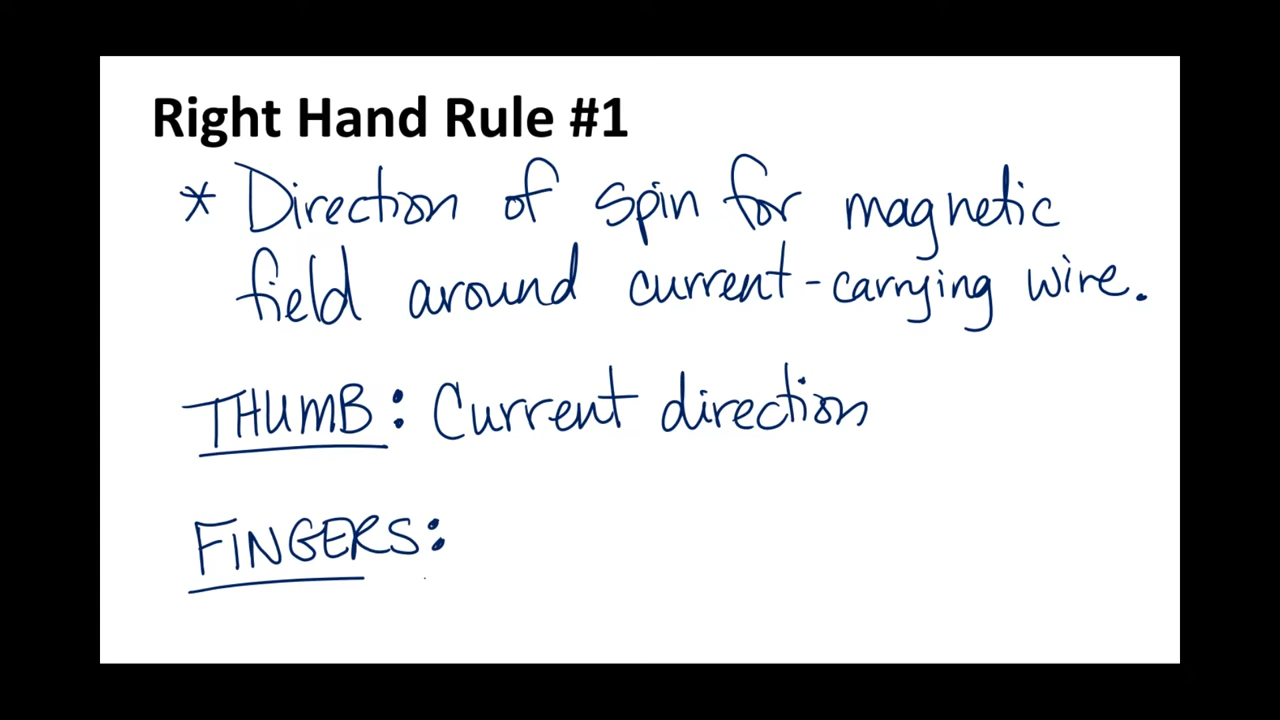 Right Hand Rule #1
* Direction of spin for magnetic
field around current-carrying wire.
THUMB: Current direction
FINGERS: